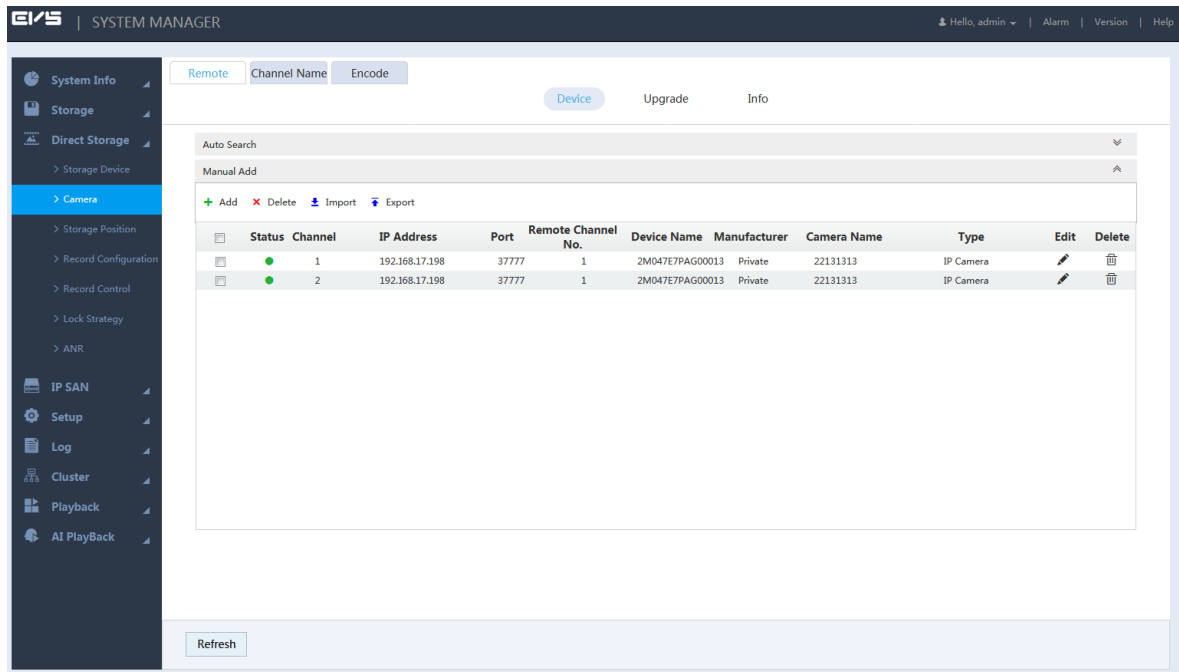 EVS | SYSTEM MANAGER
Hello, admin | Alarm | Version | Help
System Info
Storage
Direct Storage
> Storage Device
> Camera
> Storage Position
> Record Configuration
> Record Control
> Lock Strategy
> ANR
IP SAN
Setup
Log
Cluster
Playback
AI PlayBack
Remote Channel Name Encode
Device Upgrade Info
Auto Search
Manual Add
Add Delete Import Export
Status Channel IP Address Port Remote Channel No. Device Name Manufacturer Camera Name Type Edit Delete
1 192.168.17.198 37777 1 2M047E7PAG00013 Private 22131313 IP Camera
2 192.168.17.198 37777 1 2M047E7PAG00013 Private 22131313 IP Camera
Refresh